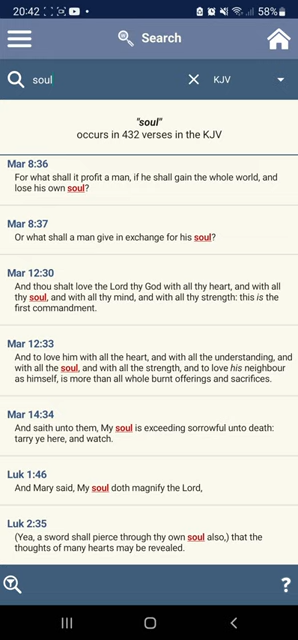 20:42 58%
Search
soul KJV
"soul"
occurs in 432 verses in the KJV
Mar 8:36
For what shall it profit a man, if he shall gain the whole world, and
lose his own soul?
Mar 8:37
Or what shall a man give in exchange for his soul?
Mar 12:30
And thou shalt love the Lord thy God with all thy heart, and with all
thy soul, and with all thy mind, and with all thy strength: this is the
first commandment.
Mar 12:33
And to love him with all the heart, and with all the understanding, and
with all the soul, and with all the strength, and to love his neighbour
as himself, is more than all whole burnt offerings and sacrifices.
Mar 14:34
And saith unto them, My soul is exceeding sorrowful unto death:
tarry ye here, and watch.
Luk 1:46
And Mary said, My soul doth magnify the Lord,
Luk 2:35
(Yea, a sword shall pierce through thy own soul also,) that the
thoughts of many hearts may be revealed.
?